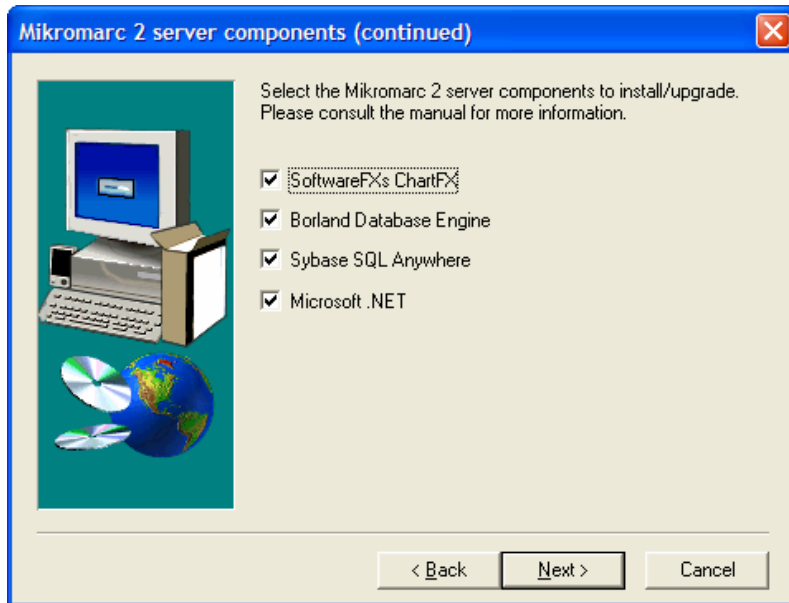 Mikromarc 2 server components (continued)
Select the Mikromarc 2 server components to install/upgrade.
Please consult the manual for more information.
SoftwareFXs ChartFX
Borland Database Engine
Sybase SQL Anywhere
Microsoft .NET
< Back
Next >
Cancel